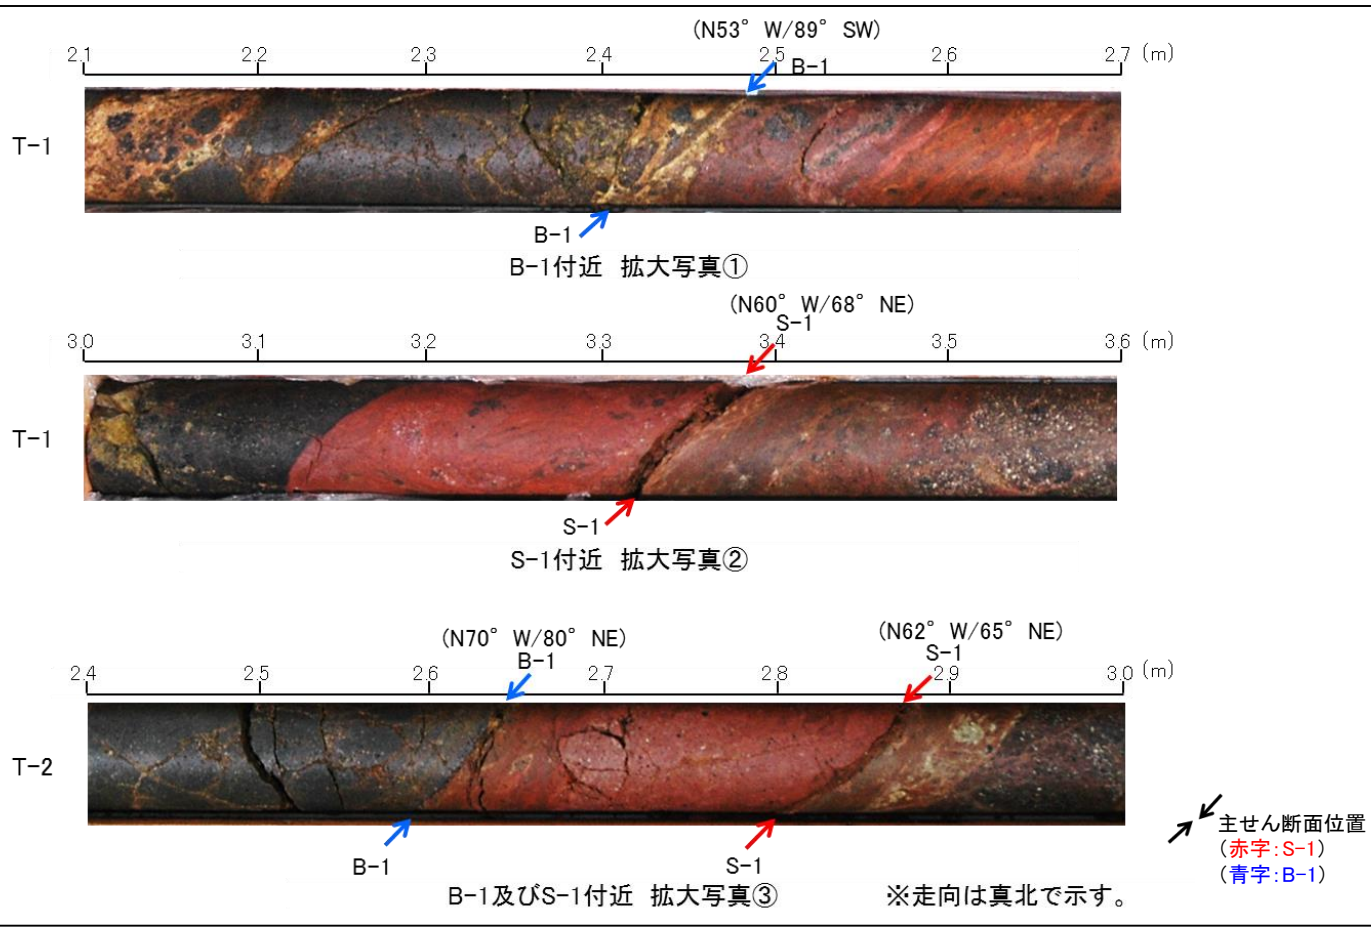 (N53°W/89°SW)
2.1 2.2 2.3 2.4 2.5 2.6 2.7 (m)
B-1
T-1
B-1
B-1付近 拡大写真①
(N60°W/68°NE)
S-1
3.0 3.1 3.2 3.3 3.4 3.5 3.6 (m)
T-1
S-1
S-1付近 拡大写真②
(N70°W/80°NE) (N62°W/65°NE)
B-1 S-1
2.4 2.5 2.6 2.7 2.8 2.9 3.0 (m)
T-2
B-1 S-1
B-1及びS-1付近 拡大写真③ ※走向は真北で示す。
主せん断面位置
(赤字:S-1)
(青字:B-1)